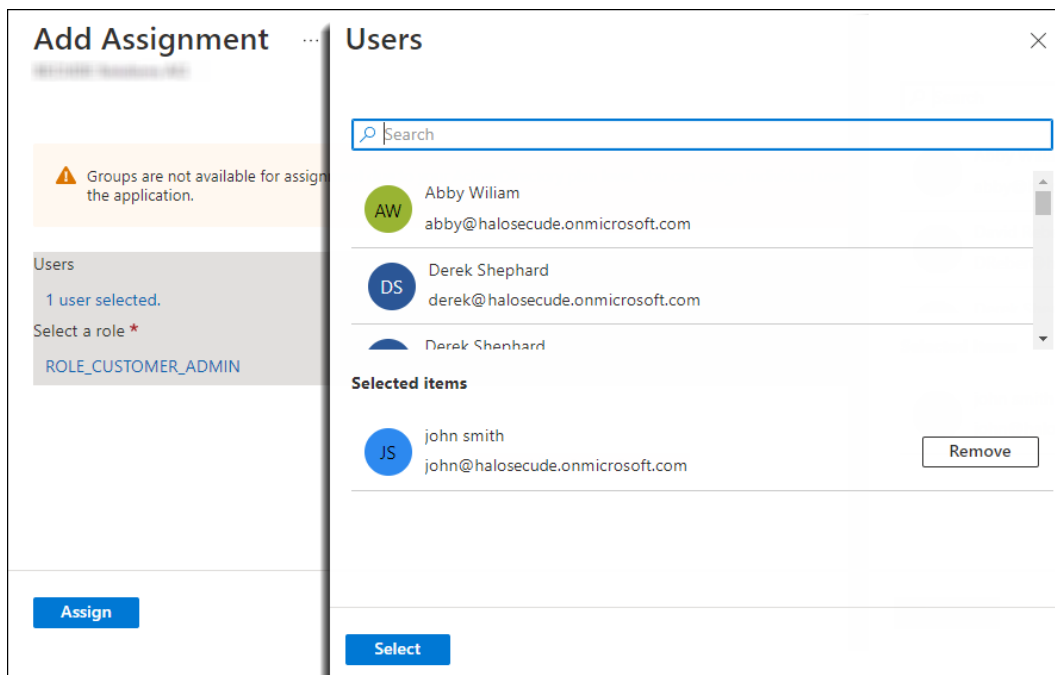 Add Assignment ...
Groups are not available for assign
the application.
Users
1 user selected.
Select a role *
ROLE_CUSTOMER_ADMIN
Assign
Users
Search
AW
Abby Wiliam
abby@halosecude.onmicrosoft.com
DS
Derek Shephard
derek@halosecude.onmicrosoft.com
Derek Shephard
Selected items
JS
john smith
john@halosecude.onmicrosoft.com
Remove
Select